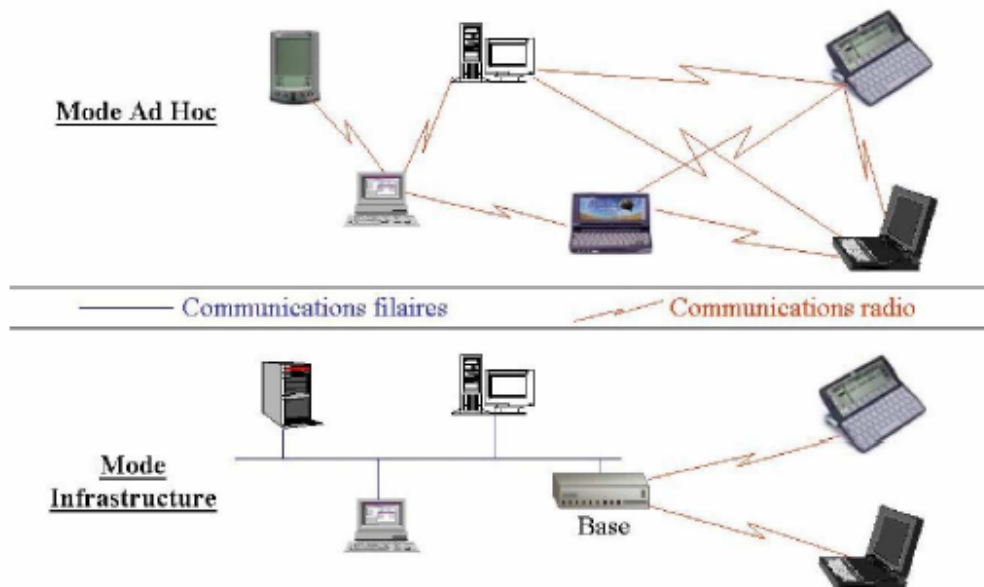 Mode Ad Hoc
Communications filaires
Communications radio
Mode
Infrastructure
Base